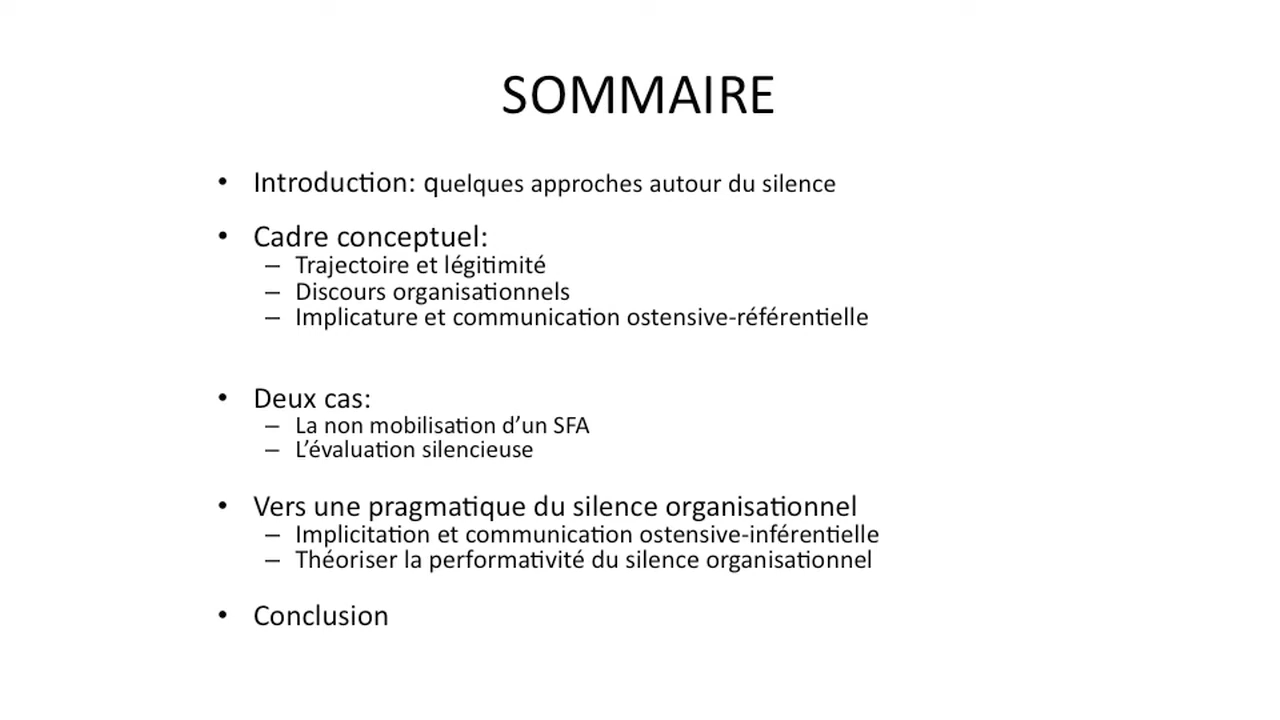 SOMMAIRE
• Introduction: quelques approches autour du silence
• Cadre conceptuel:
– Trajectoire et légitimité
– Discours organisationnels
– Implicature et communication ostensive-référentielle
• Deux cas:
– La non mobilisation d’un SFA
– L’évaluation silencieuse
• Vers une pragmatique du silence organisationnel
– Implicitation et communication ostensive-inférentielle
– Théoriser la performativité du silence organisationnel
• Conclusion